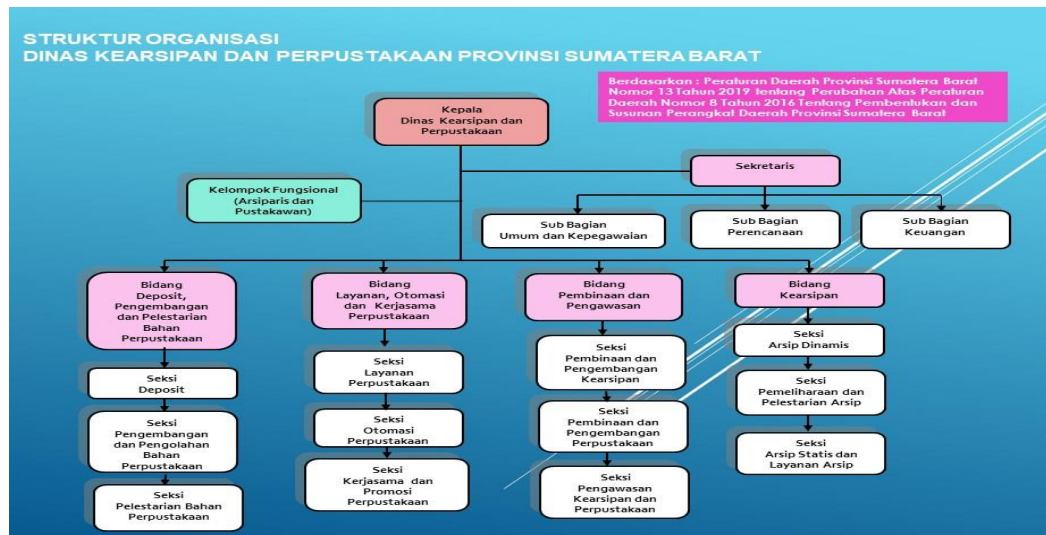 STRUKTUR ORGANISASI
DINAS KEARSIPAN DAN PERPUSTAKAAN PROVINSI SUMATERA BARAT
Berdasarkan : Peraturan Daerah Provinsi Sumatera Barat
Nomor 13 Tahun 2019 tentang Perubahan Atas Peraturan
Daerah Nomor 8 Tahun 2016 Tentang Pembentukan dan
Susunan Perangkat Daerah Provinsi Sumatera Barat
Kepala
Dinas Kearsipan dan
Perpustakaan
Sekretaris
Kelompok Fungsional
(Arsiparis dan
Pustakawan)
Sub Bagian
Umum dan Kepegawaian
Sub Bagian
Perencanaan
Sub Bagian
Keuangan
Bidang
Deposit,
Pengembangan
dan Pelestarian
Bahan
Perpustakaan
Seksi
Deposit
Seksi
Pengembangan
dan Pengolahan
Bahan
Perpustakaan
Seksi
Pelestarian Bahan
Perpustakaan
Bidang
Layanan, Otomasi
dan Kerjasama
Perpustakaan
Seksi
Layanan
Perpustakaan
Seksi
Otomasi
Perpustakaan
Seksi
Kerjasama dan
Promosi
Perpustakaan
Bidang
Pembinaan dan
Pengawasan
Seksi
Pembinaan dan
Pengembangan
Kearsipan
Seksi
Pembinaan dan
Pengembangan
Perpustakaan
Seksi
Pengawasan
Kearsipan dan
Perpustakaan
Bidang
Kearsipan
Seksi
Arsip Dinamis
Seksi
Pemeliharaan dan
Pelestarian Arsip
Seksi
Arsip Statis dan
Layanan Arsip